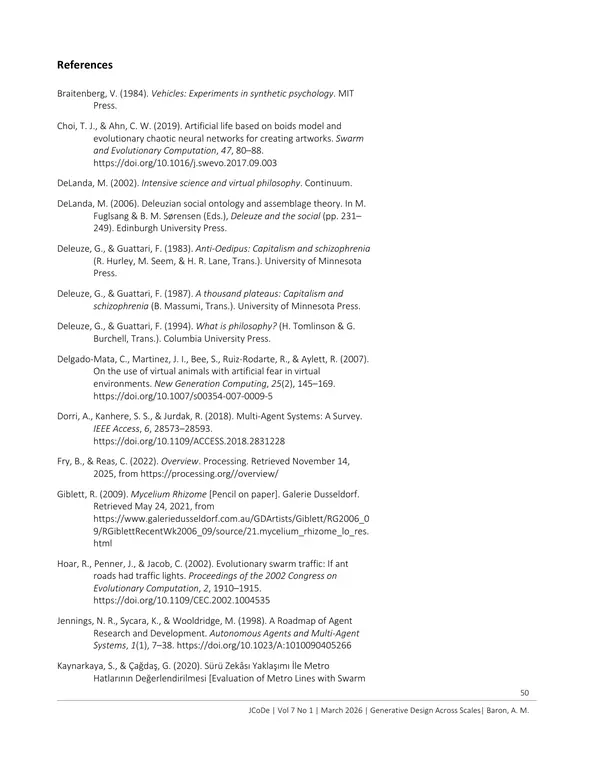 References
Braitenberg, V. (1984). Vehicles: Experiments in synthetic psychology. MIT
Press.
Choi, T. J., & Ahn, C. W. (2019). Artificial life based on boids model and
evolutionary chaotic neural networks for creating artworks. Swarm
and Evolutionary Computation, 47, 80–88.
https://doi.org/10.1016/j.swevo.2017.09.003
DeLanda, M. (2002). Intensive science and virtual philosophy. Continuum.
DeLanda, M. (2006). Deleuzian social ontology and assemblage theory. In M.
Fuglsang & B. M. Sørensen (Eds.), Deleuze and the social (pp. 231–
249). Edinburgh University Press.
Deleuze, G., & Guattari, F. (1983). Anti-Oedipus: Capitalism and schizophrenia
(R. Hurley, M. Seem, & H. R. Lane, Trans.). University of Minnesota
Press.
Deleuze, G., & Guattari, F. (1987). A thousand plateaus: Capitalism and
schizophrenia (B. Massumi, Trans.). University of Minnesota Press.
Deleuze, G., & Guattari, F. (1994). What is philosophy? (H. Tomlinson & G.
Burchell, Trans.). Columbia University Press.
Delgado-Mata, C., Martinez, J. I., Bee, S., Ruiz-Rodarte, R., & Aylett, R. (2007).
On the use of virtual animals with artificial fear in virtual
environments. New Generation Computing, 25(2), 145–169.
https://doi.org/10.1007/s00354-007-0009-5
Dorri, A., Kanhere, S. S., & Jurdak, R. (2018). Multi-Agent Systems: A Survey.
IEEE Access, 6, 28573–28593.
https://doi.org/10.1109/ACCESS.2018.2831228
Fry, B., & Reas, C. (2022). Overview. Processing. Retrieved November 14,
2025, from https://processing.org//overview/
Giblett, R. (2009). Mycelium Rhizome [Pencil on paper]. Galerie Dusseldorf.
Retrieved May 24, 2021, from
https://www.galeriedusseldorf.com.au/GDArtists/Giblett/RG2006_0
9/RGiblettRecentWk2006_09/source/21.mycelium_rhizome_lo_res.
html
Hoar, R., Penner, J., & Jacob, C. (2002). Evolutionary swarm traffic: If ant
roads had traffic lights. Proceedings of the 2002 Congress on
Evolutionary Computation, 2, 1910–1915.
https://doi.org/10.1109/CEC.2002.1004535
Jennings, N. R., Sycara, K., & Wooldridge, M. (1998). A Roadmap of Agent
Research and Development. Autonomous Agents and Multi-Agent
Systems, 1(1), 7–38. https://doi.org/10.1023/A:1010090405266
Kaynarkaya, S., & Çağdaş, G. (2020). Sürü Zekâsı Yaklaşımı İle Metro
Hatlarının Değerlendirilmesi [Evaluation of Metro Lines with Swarm
50
JCoDe | Vol 7 No 1 | March 2026 | Generative Design Across Scales| Baron, A. M.